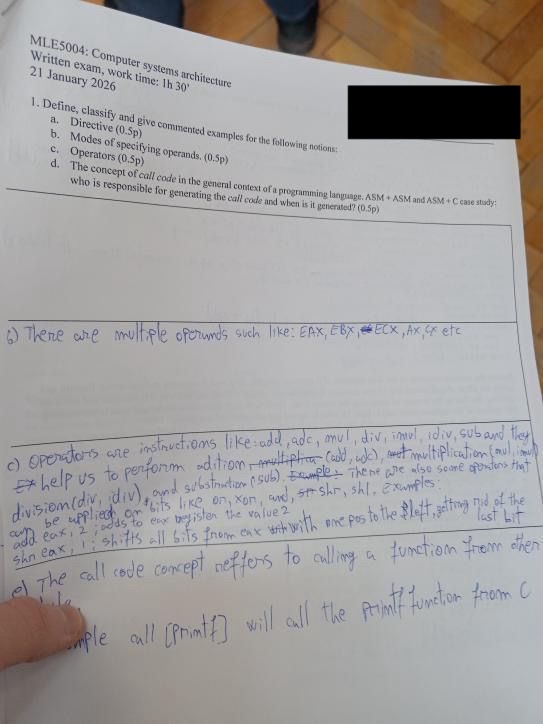 MLE5004: Computer systems architecture
Written exam, work time: 1h 30'
21 January 2026
1. Define, classify and give commented examples for the following notions:
a. Directive (0.5p)
b. Modes of specifying operands. (0.5p)
c. Operators (0.5p)
d. The concept of call code in the general context of a programming language. ASM + ASM and ASM + C case study:
who is responsible for generating the call code and when is it generated? (0.5p)
b) There are multiple operands such like: EAX, EBX, ECX, AX, CX etc
c) operators are instructions like: add, adc, mul, div, imul, idiv, sub and they
help us to perform adition (add, adc), multiplication (mul, imul)
division (div, idiv), and substraction (sub). There are also some operators that
can be applied on bits like or, xor, and, shr, shl. Examples:
add eax, 2; adds to eax register the value 2
shr eax, 1; shifts all bits from eax with one pos to the left, getting rid of the
last bit
e) The call code concept reffers to calling a function from other
call [printf] will call the printf function from C